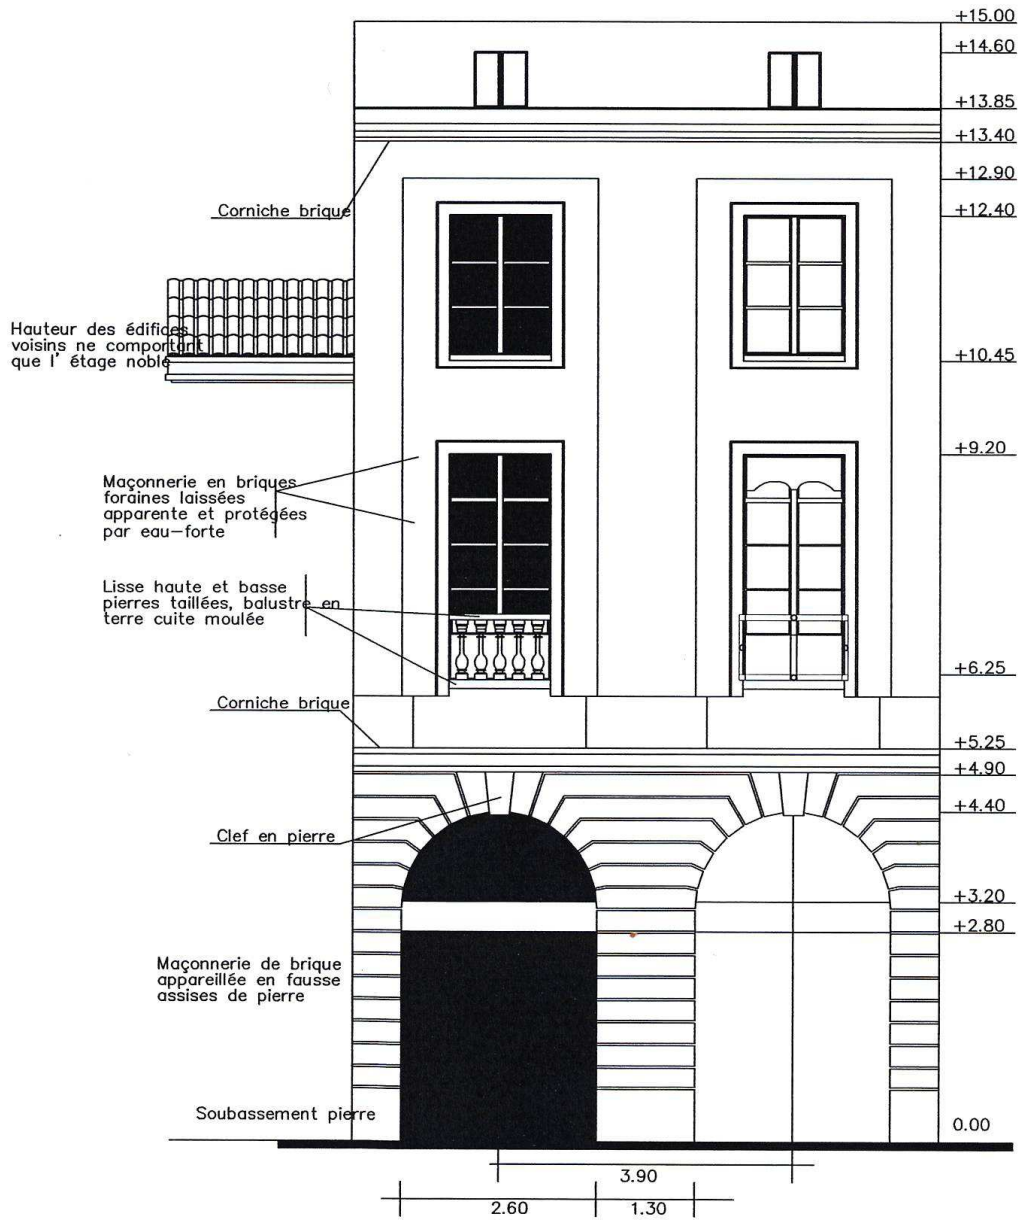 +15.00
+14.60
+13.85
+13.40
+12.90
Corniche brique
+12.40
Hauteur des édifices
voisins ne comportant
que l' étage noble
+10.45
+9.20
Maçonnerie en briques
foraines laissées
apparente et protégées
par eau-forte
Lisse haute et basse
pierres taillées, balustre en
terre cuite moulée
+6.25
Corniche brique
+5.25
+4.90
+4.40
Clef en pierre
+3.20
+2.80
Maçonnerie de brique
appareillée en fausse
assises de pierre
Soubassement pierre
0.00
3.90
2.60
1.30